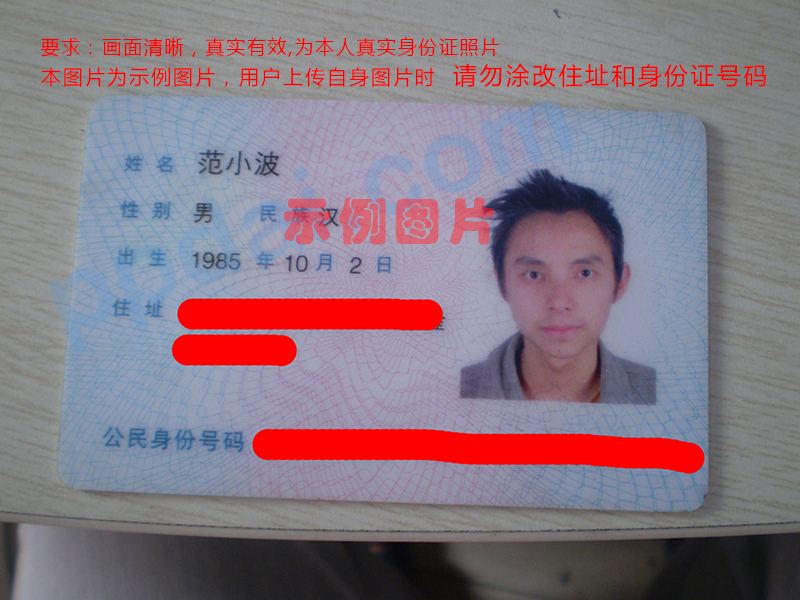 要求：画面清晰，真实有效,为本人真实身份证照片
本图片为示例图片，用户上传自身图片时 请勿涂改住址和身份证号码
ppdai.com
姓名 范小波
示例图片
性别 男 民族 汉
出生 1985 年 10 月 2 日
住址
公民身份号码